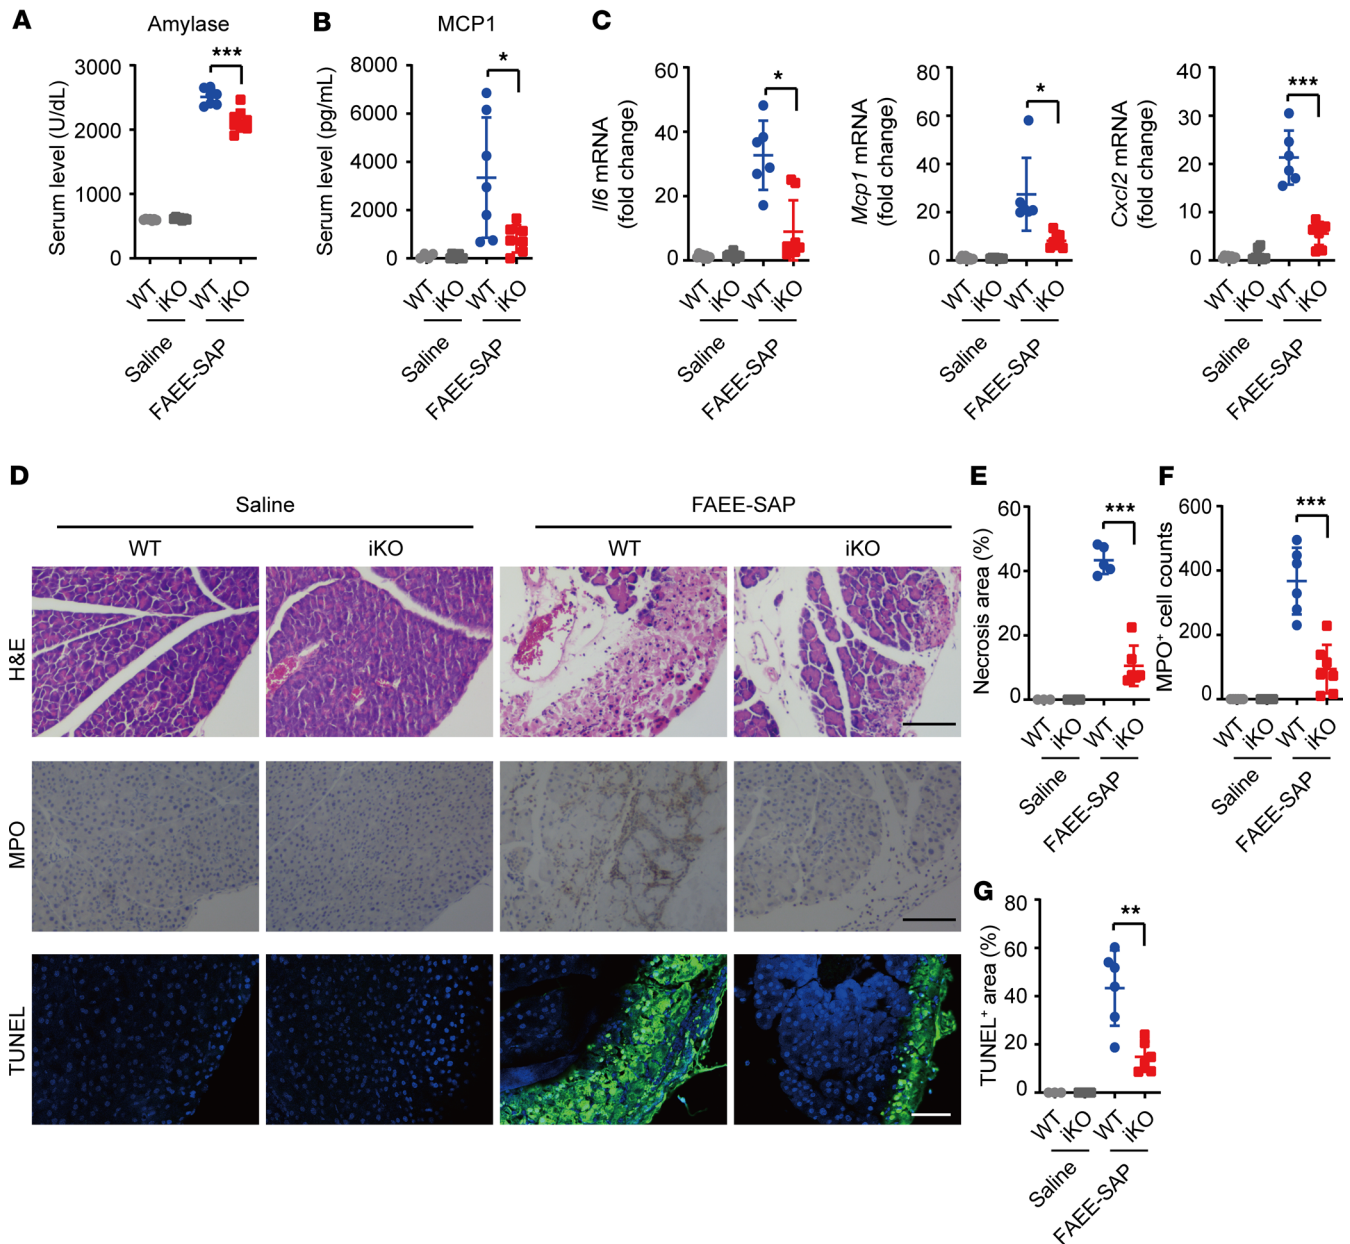 A
Amylase
Serum level (U/dL)
3000
2000
1000
0
***
WT
iKO
WT
iKO
Saline
FAEE-SAP
B
MCP1
Serum level (pg/mL)
8000
6000
4000
2000
0
*
WT
iKO
WT
iKO
Saline
FAEE-SAP
C
Il6 mRNA
(fold change)
60
40
20
0
*
WT
iKO
WT
iKO
Saline
FAEE-SAP
Mcp1 mRNA
(fold change)
80
60
40
20
0
*
WT
iKO
WT
iKO
Saline
FAEE-SAP
Cxcl2 mRNA
(fold change)
40
30
20
10
0
***
WT
iKO
WT
iKO
Saline
FAEE-SAP
D
Saline
FAEE-SAP
WT
iKO
WT
iKO
H&E
MPO
TUNEL
E
Necrosis area (%)
60
40
20
0
***
WT
iKO
WT
iKO
Saline
FAEE-SAP
F
MPO+ cell counts
600
400
200
0
***
WT
iKO
WT
iKO
Saline
FAEE-SAP
G
TUNEL+ area (%)
80
60
40
20
0
**
WT
iKO
WT
iKO
Saline
FAEE-SAP